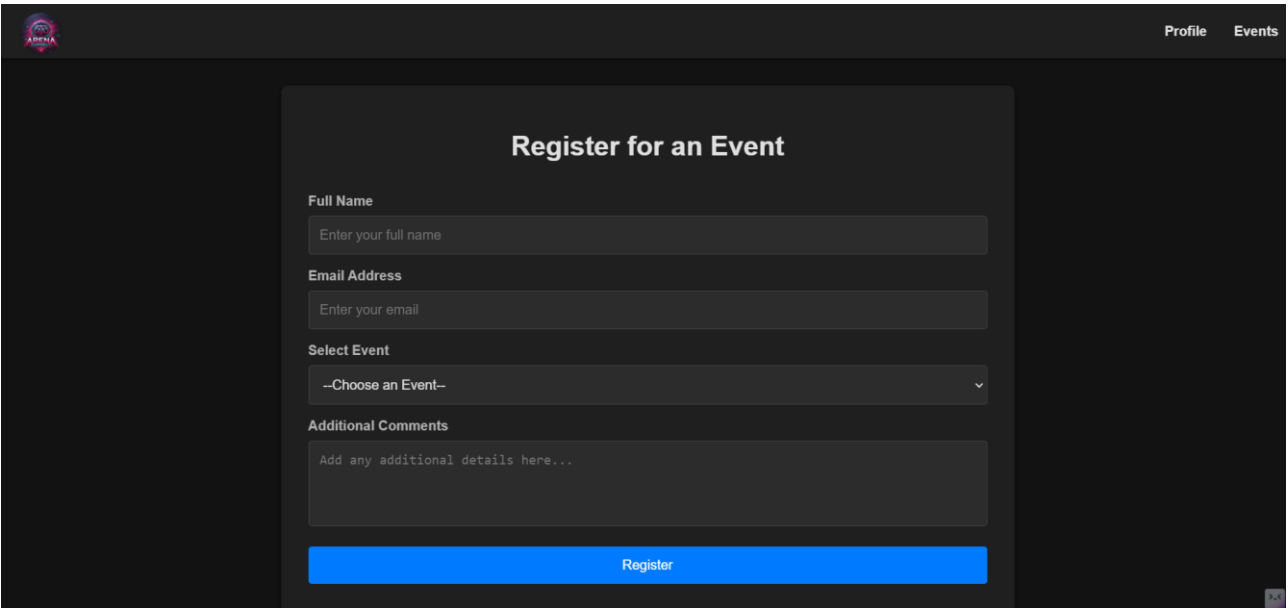 ARENA
Profile Events
Register for an Event
Full Name
Enter your full name
Email Address
Enter your email
Select Event
--Choose an Event--
Additional Comments
Add any additional details here...
Register